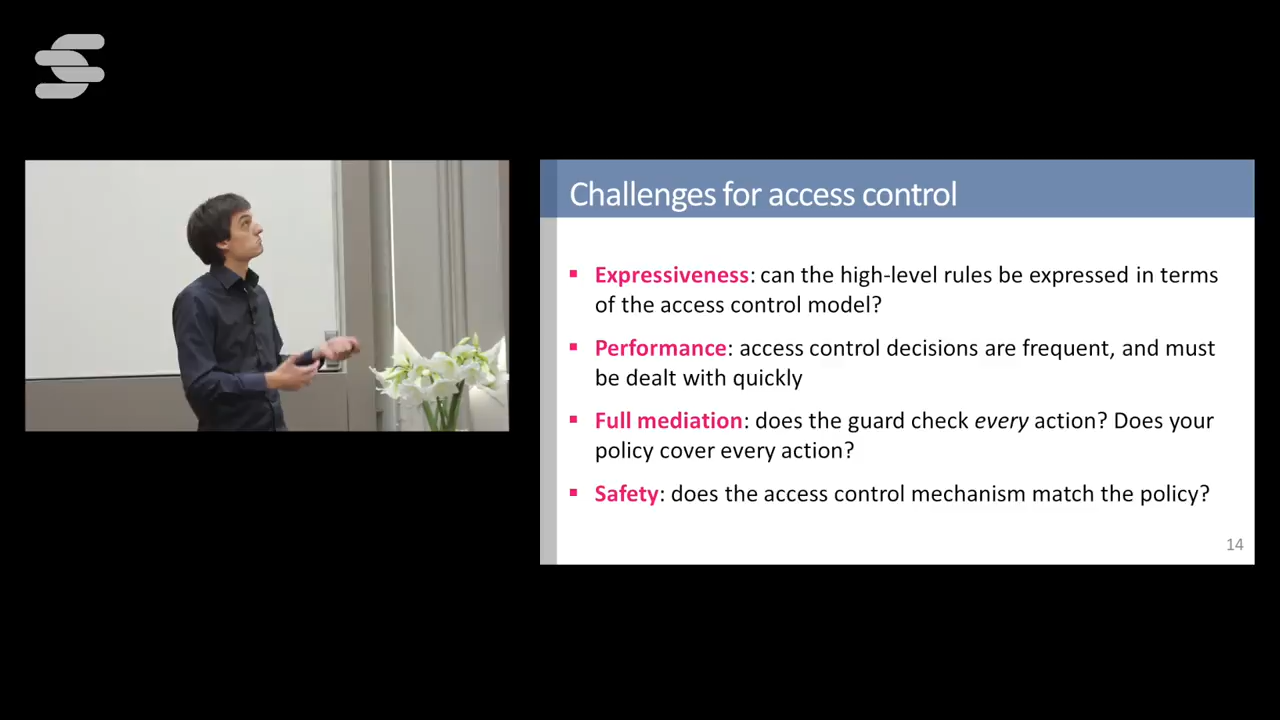 Challenges for access control
▪ Expressiveness: can the high-level rules be expressed in terms
of the access control model?
▪ Performance: access control decisions are frequent, and must
be dealt with quickly
▪ Full mediation: does the guard check every action? Does your
policy cover every action?
▪ Safety: does the access control mechanism match the policy?
14